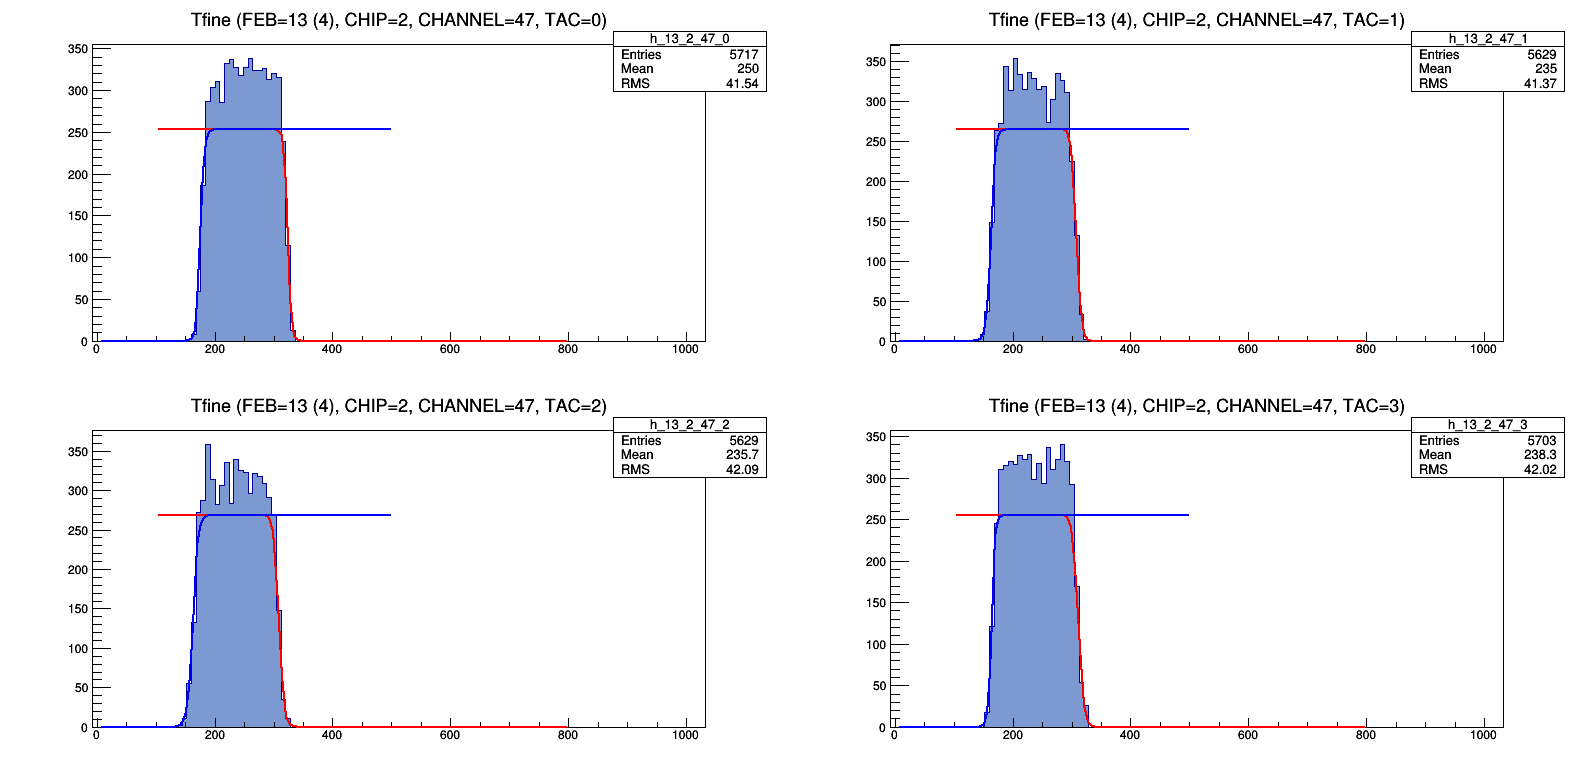 Tfine (FEB=13 (4), CHIP=2, CHANNEL=47, TAC=0)
h_13_2_47_0
Entries 5717
Mean 250
RMS 41.54
350
300
250
200
150
100
50
0
0 200 400 600 800 1000
Tfine (FEB=13 (4), CHIP=2, CHANNEL=47, TAC=1)
h_13_2_47_1
Entries 5629
Mean 235
RMS 41.37
350
300
250
200
150
100
50
0
0 200 400 600 800 1000
Tfine (FEB=13 (4), CHIP=2, CHANNEL=47, TAC=2)
h_13_2_47_2
Entries 5629
Mean 235.7
RMS 42.09
350
300
250
200
150
100
50
0
0 200 400 600 800 1000
Tfine (FEB=13 (4), CHIP=2, CHANNEL=47, TAC=3)
h_13_2_47_3
Entries 5703
Mean 238.3
RMS 42.02
350
300
250
200
150
100
50
0
0 200 400 600 800 1000